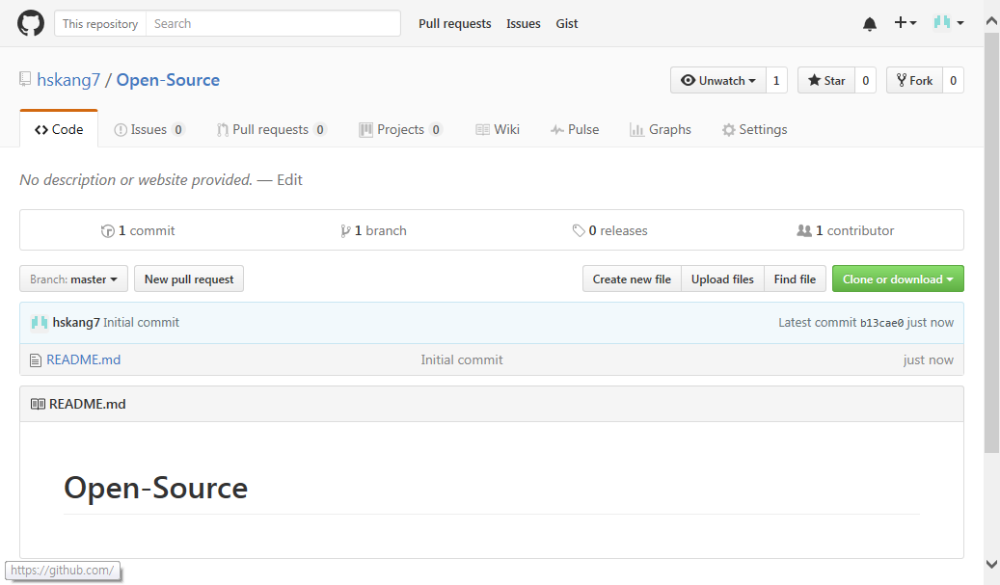 This repository Search Pull requests Issues Gist
hskang7 / Open-Source Unwatch 1 Star 0 Fork 0
Code Issues 0 Pull requests 0 Projects 0 Wiki Pulse Graphs Settings
No description or website provided. — Edit
1 commit 1 branch 0 releases 1 contributor
Branch: master New pull request Create new file Upload files Find file Clone or download
hskang7 Initial commit Latest commit b13cae0 just now
README.md Initial commit just now
README.md
Open-Source
https://github.com/